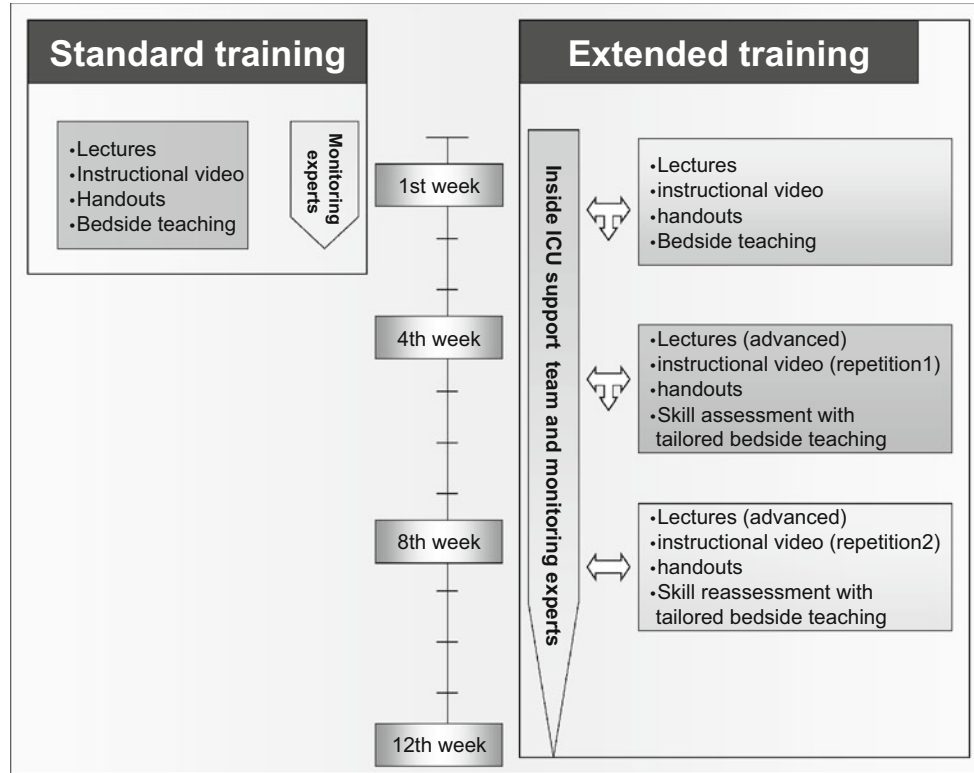 Standard training
•Lectures
•Instructional video
•Handouts
•Bedside teaching
Monitoring
experts
1st week
4th week
8th week
12th week
Extended training
Inside ICU support team and monitoring experts
•Lectures
•instructional video
•handouts
•Bedside teaching
•Lectures (advanced)
•instructional video (repetition1)
•handouts
•Skill assessment with
tailored bedside teaching
•Lectures (advanced)
•instructional video (repetition2)
•handouts
•Skill reassessment with
tailored bedside teaching